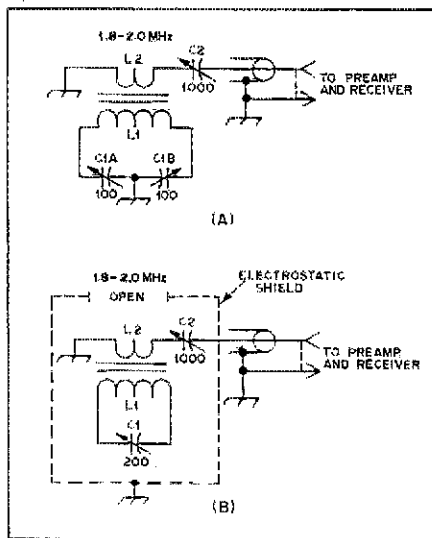 1.8-2.0 MHz
L2
C2
1000
TO PREAMP
AND RECEIVER
L1
C1A
C1B
100
100
(A)
1.8-2.0 MHz
OPEN
ELECTROSTATIC
SHIELD
L2
C2
1000
TO PREAMP
AND RECEIVER
L1
C1
200
(B)